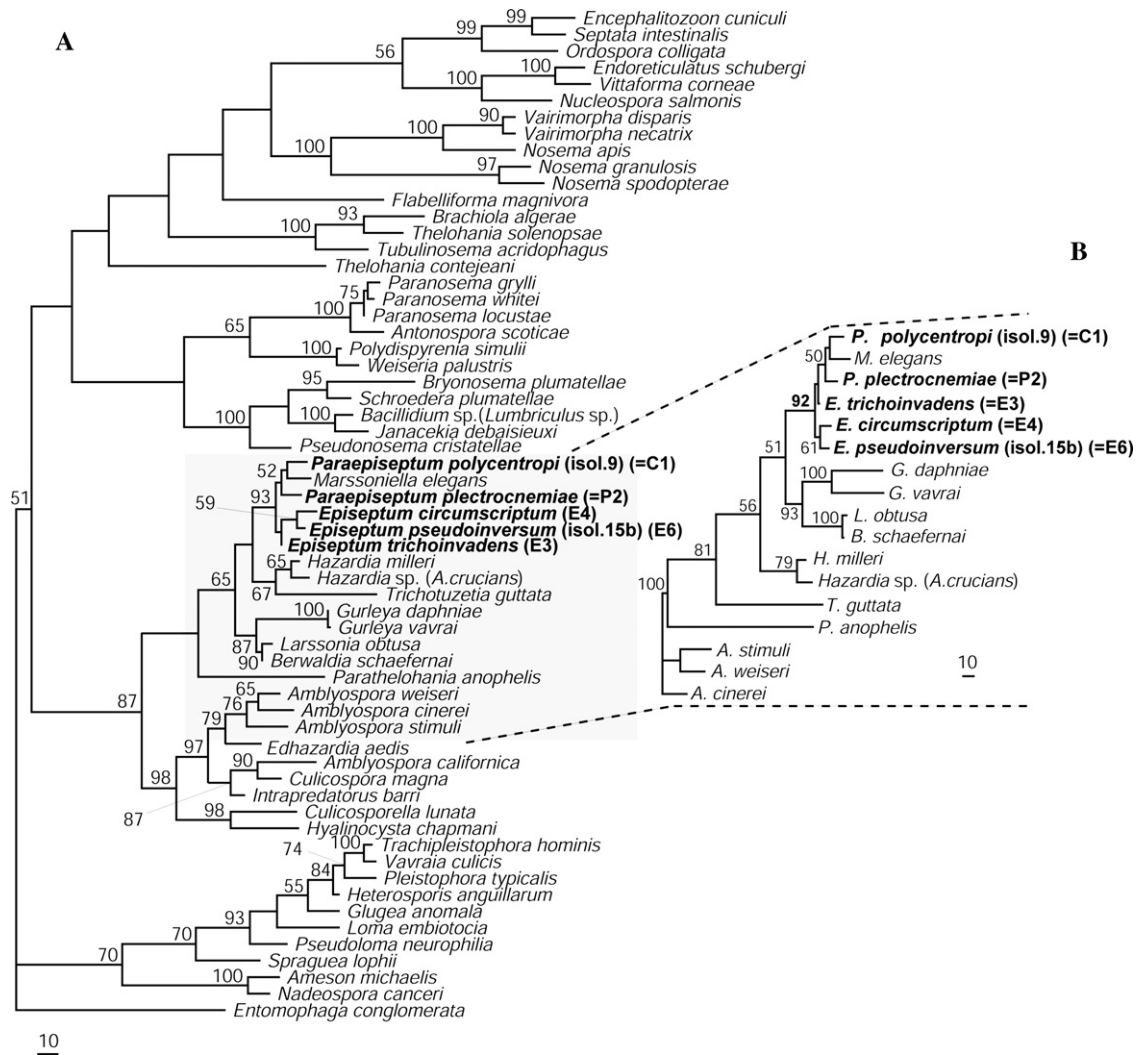 A
99
Encephalitozoon cuniculi
99
Septata intestinalis
56
Ordospora colligata
100
Endoreticulatus schubergi
100
Vittaforma corneae
Nucleospora salmonis
90
Vairimorpha disparis
100
Vairimorpha necatrix
100
Nosema apis
97
Nosema granulosis
Nosema spodopterae
Flabelliforma magnivora
93
Brachiola algerae
100
Thelohania solenopsae
Tubulinosema acridophagus
Thelohania contejeani
75
Paranosema grylli
Paranosema whitei
100
Paranosema locustae
65
Antonospora scoticae
100
Polydispyrenia simulii
Weiseria palustris
95
Bryonosema plumatellae
Schroedera plumatellae
100
100
Bacillidium sp.(Lumbriculus sp.)
Janacekia debaisieuxi
Pseudonosema cristatellae
51
52
Paraepiseptum polycentropi (isol.9) (=C1)
93
Marssoniella elegans
Paraepiseptum plectrocnemiae (=P2)
59
Episeptum circumscriptum (E4)
Episeptum pseudoinversum (isol.15b) (E6)
Episeptum trichoinvadens (E3)
65
65
Hazardia milleri
Hazardia sp. (A.crucians)
67
Trichotuzetia guttata
100
Gurleya daphniae
Gurleya vavrai
87
Larssonia obtusa
90
Berwaldia schaefernai
Parathelohania anophelis
87
65
Amblyospora weiseri
76
Amblyospora cinerei
79
Amblyospora stimuli
97
Edhazardia aedis
90
Amblyospora californica
98
Culicospora magna
87
Intrapredatorus barri
98
Culicosporella lunata
Hyalinocysta chapmani
74
100
Trachipleistophora hominis
Vavraia culicis
84
Pleistophora typicalis
55
Heterosporis anguillarum
Glugea anomala
93
Loma embiotocia
70
Pseudoloma neurophilia
70
Spraguea lophii
100
Ameson michaelis
Nadeospora canceri
Entomophaga conglomerata
10
B
P. polycentropi (isol.9) (=C1)
50
M. elegans
P. plectrocnemiae (=P2)
92
E. trichoinvadens (=E3)
E. circumscriptum (=E4)
61
E. pseudoinversum (isol.15b) (=E6)
51
100
G. daphniae
G. vavrai
93
56
L. obtusa
100
B. schaefernai
81
79
H. milleri
Hazardia sp. (A.crucians)
100
T. guttata
P. anophelis
A. stimuli
A. weiseri
A. cinerei
10